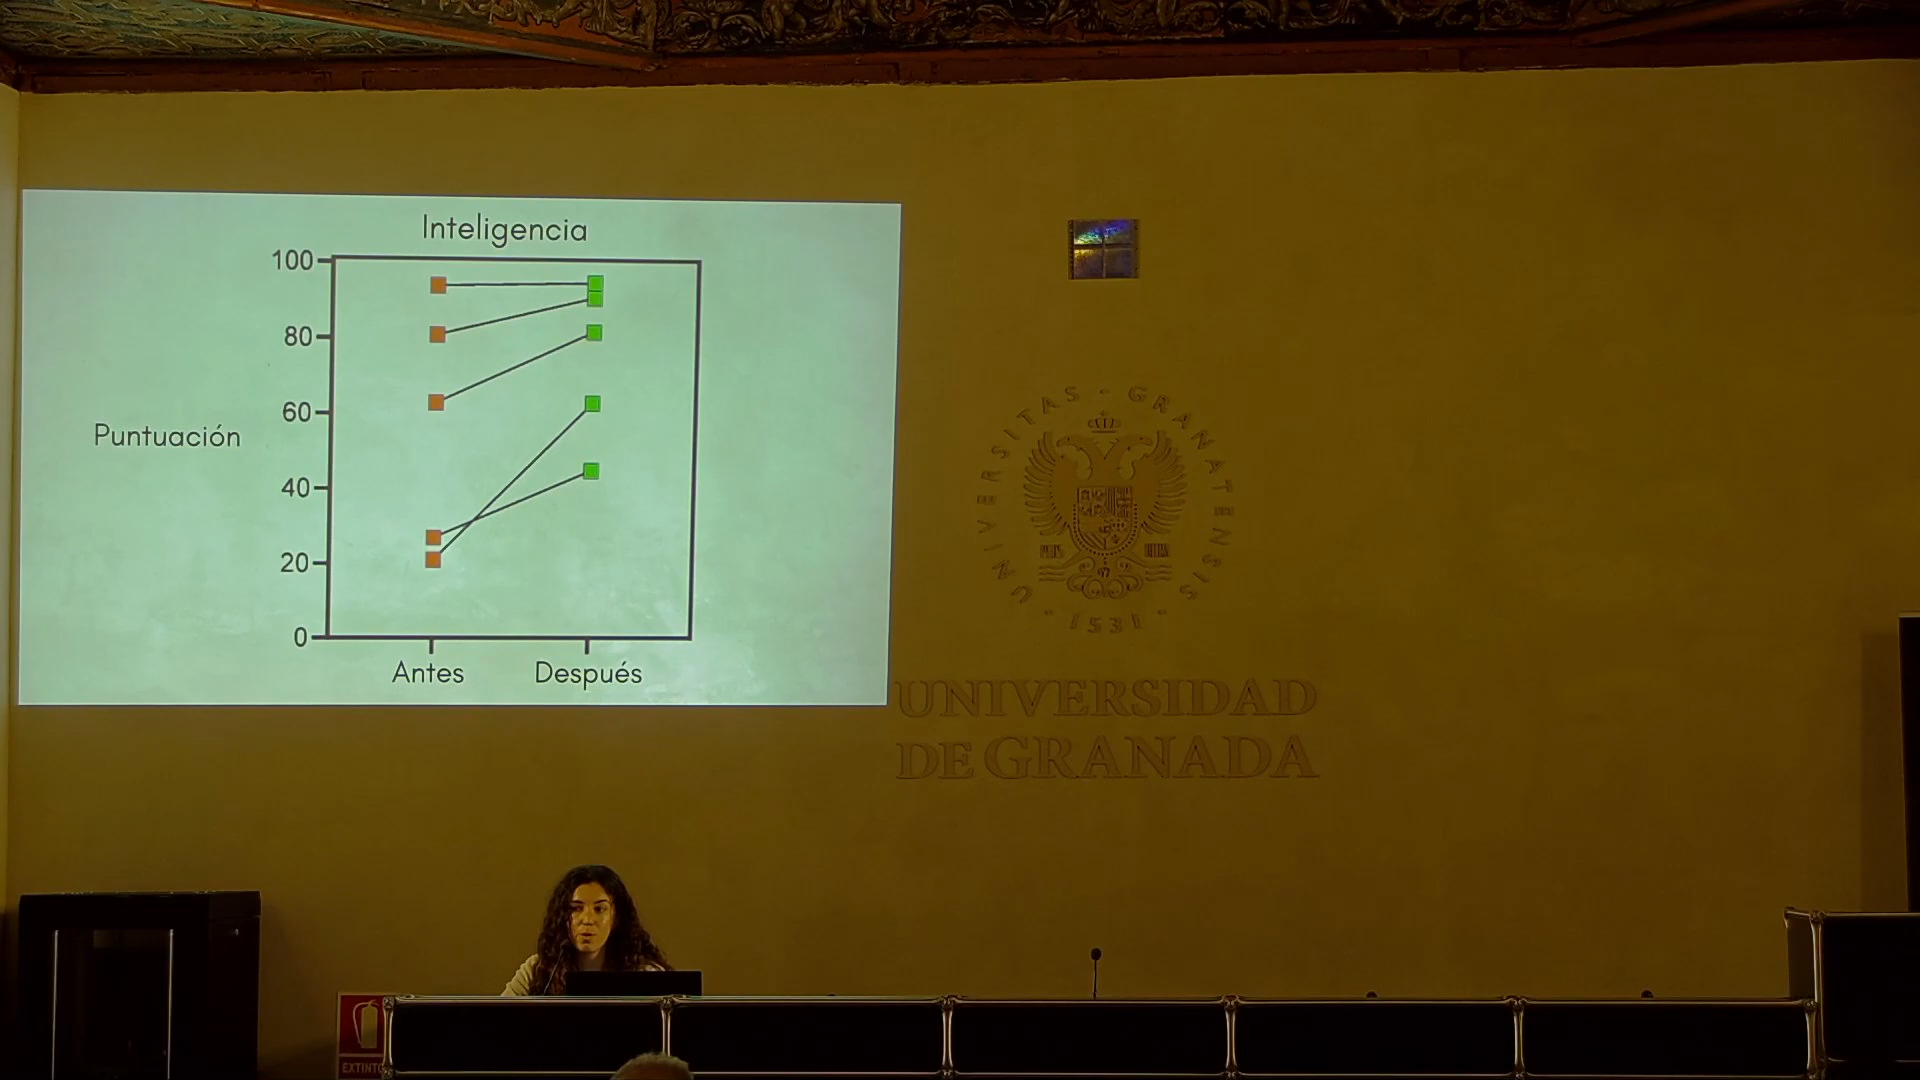 Inteligencia
100
80
60
Puntuación
40
20
0
Antes
Después
UNIVERSITAS · GRANATENSIS
· 1531 ·
UNIVERSIDAD
DE GRANADA